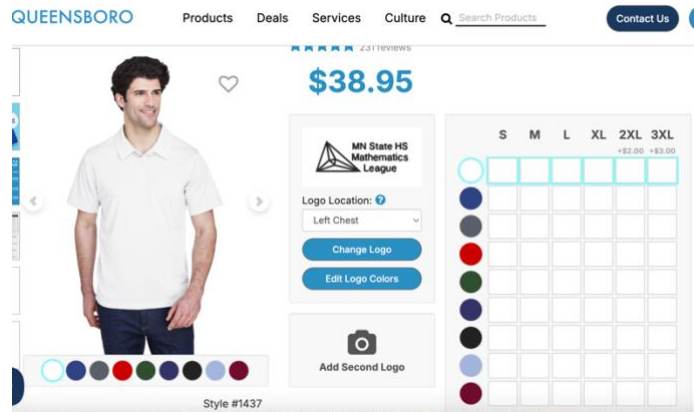 QUEENSBORO
Products Deals Services Culture Search Products Contact Us
231 reviews
$38.95
MN State HS
Mathematics
League
Logo Location: ?
Left Chest
Change Logo
Edit Logo Colors
Add Second Logo
S M L XL 2XL 3XL
+$2.00 +$3.00
Style #1437